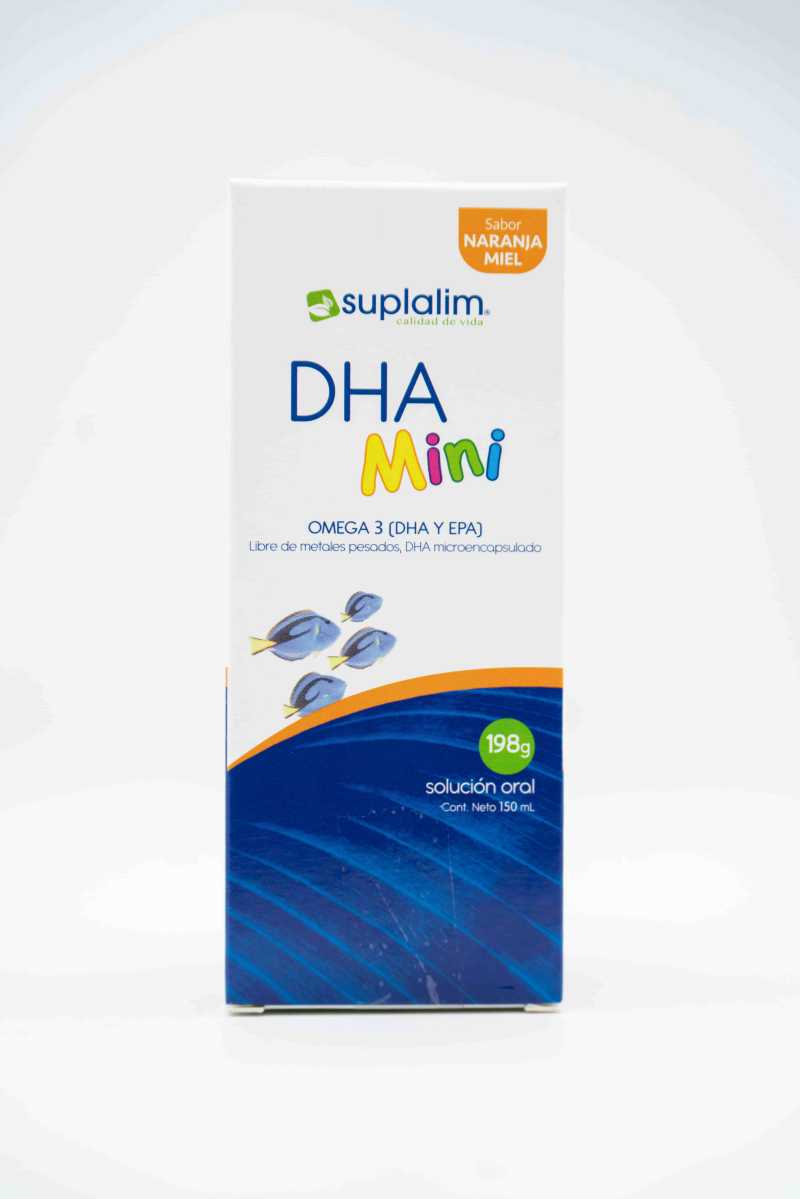 Sabor
NARANJA
MIEL
suplalim®
calidad de vida
DHA
Mini
OMEGA 3 (DHA Y EPA)
Libre de metales pesados, DHA microencapsulado
198g
solución oral
Cont. Neto 150 mL